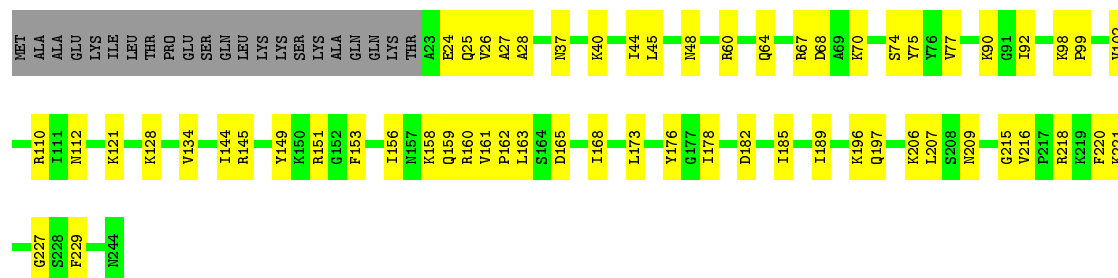 MET ALA ALA GLU LYS ILE LEU THR PRO GLU SER GLN LEU LYS LYS SER LYS ALA GLN GLN LYS THR A23 E24 Q25 V26 A27 A28 N37 K40 I44 L45 N48 R60 Q64 R67 D68 A69 K70 S74 Y75 Y76 V77 K90 G91 I92 K98 P99 V102
R110 I111 N112 K121 K128 V134 I144 R145 Y149 K150 R151 G152 F153 I156 N157 K158 Q159 R160 V161 P162 L163 S164 D165 I168 L173 Y176 G177 I178 D182 I185 I189 K196 Q197 K206 L207 S208 N209 G215 V216 P217 R218 K219 F220 K221
G227 S228 F229 N244